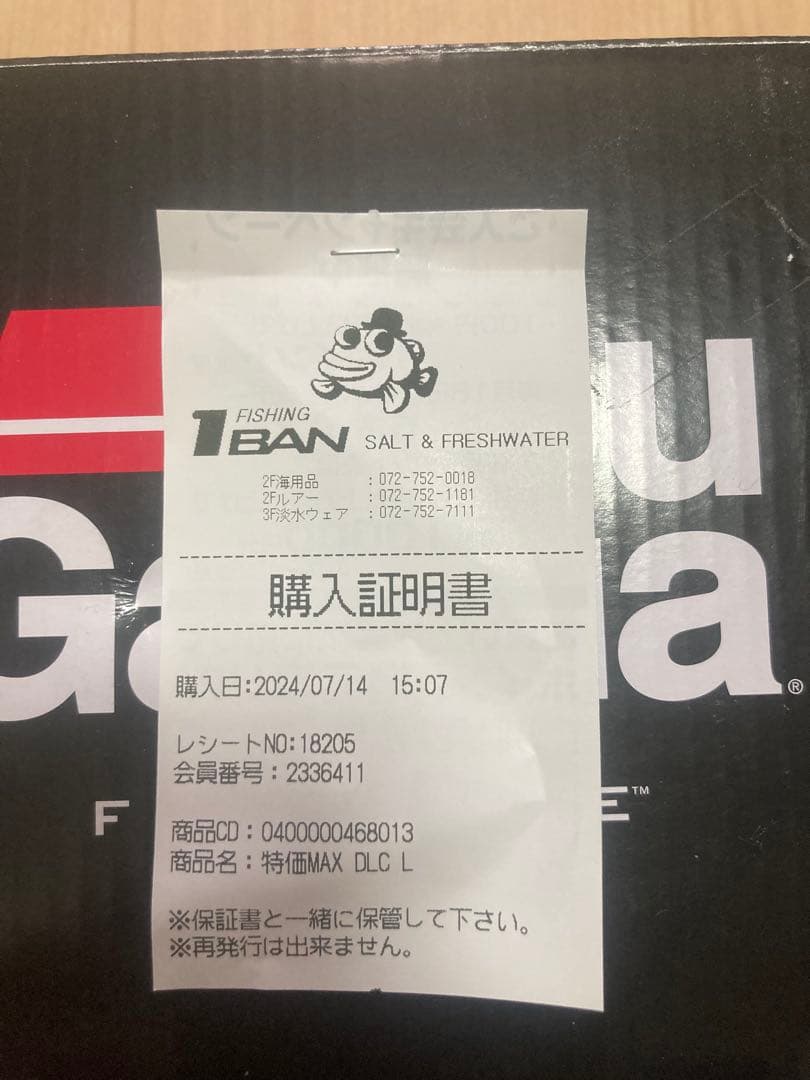 FISHING
1BAN SALT & FRESHWATER
2F海用品 : 072-752-0018
2Fルアー : 072-752-1181
3F淡水ウェア : 072-752-7111
購入証明書
購入日:2024/07/14 15:07
レシートNO:18205
会員番号:2336411
商品CD:0400000468013
商品名:特価MAX DLC L
※保証書と一緒に保管して下さい。
※再発行は出来ません。
u
Ga a®
F E™